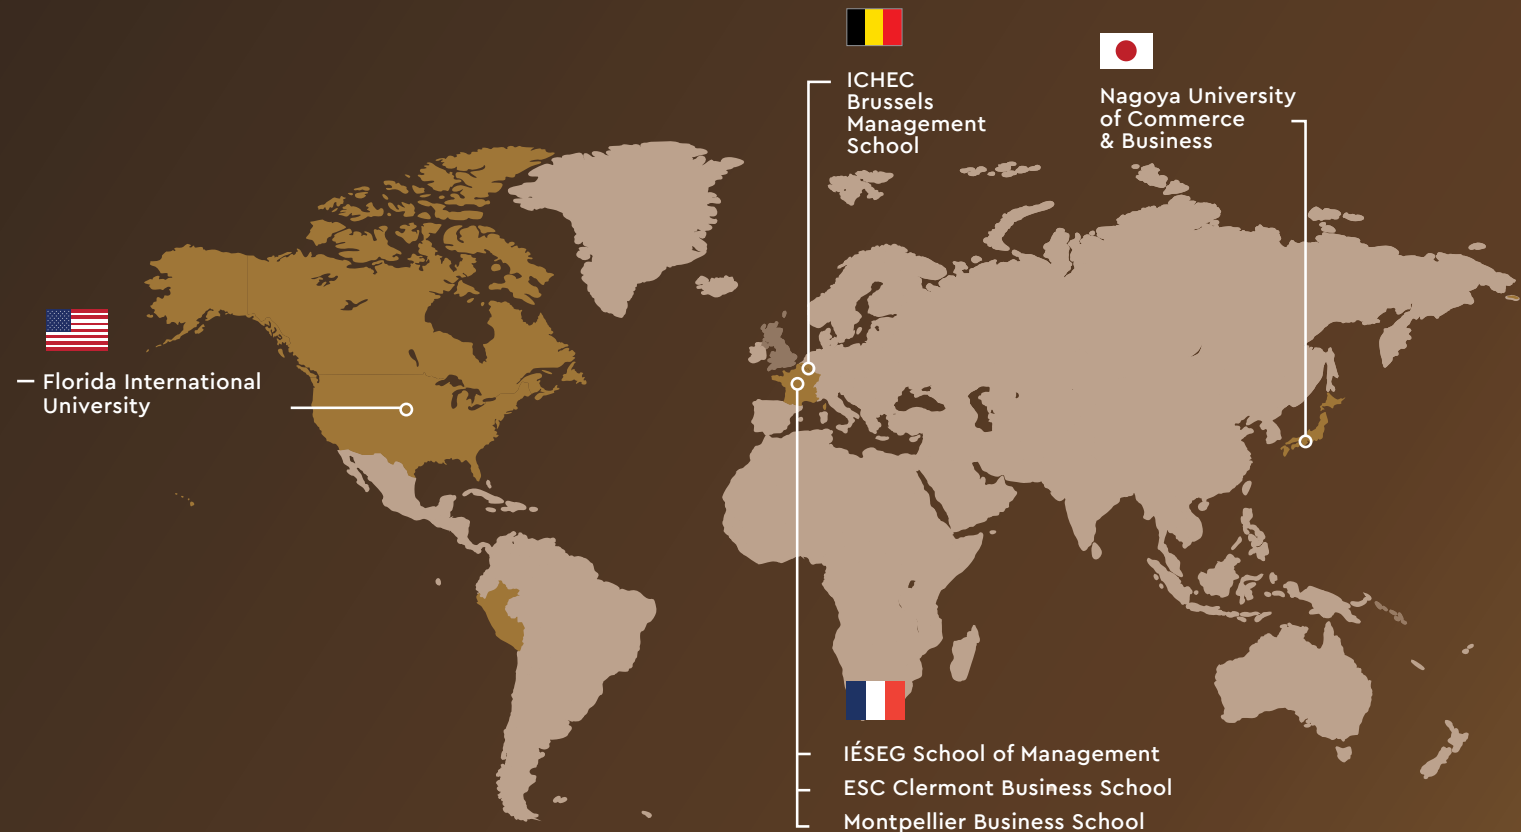 ICHEC
Brussels
Management
School
Nagoya University
of Commerce
& Business
Florida International
University
IÉSEG School of Management
ESC Clermont Business School
Montpellier Business School